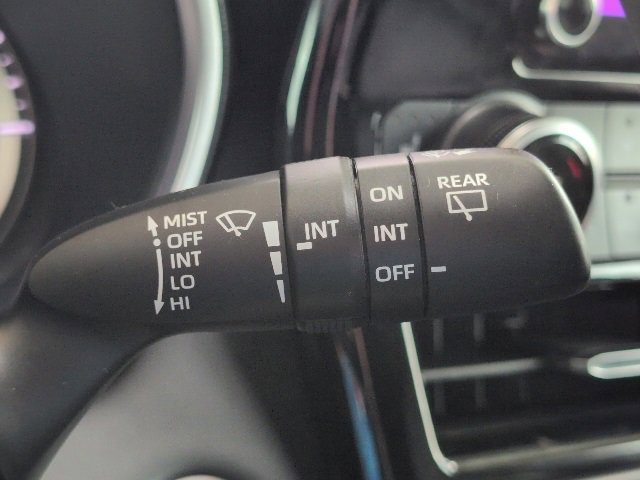 MIST
OFF
INT
LO
HI
INT
ON
INT
OFF
REAR